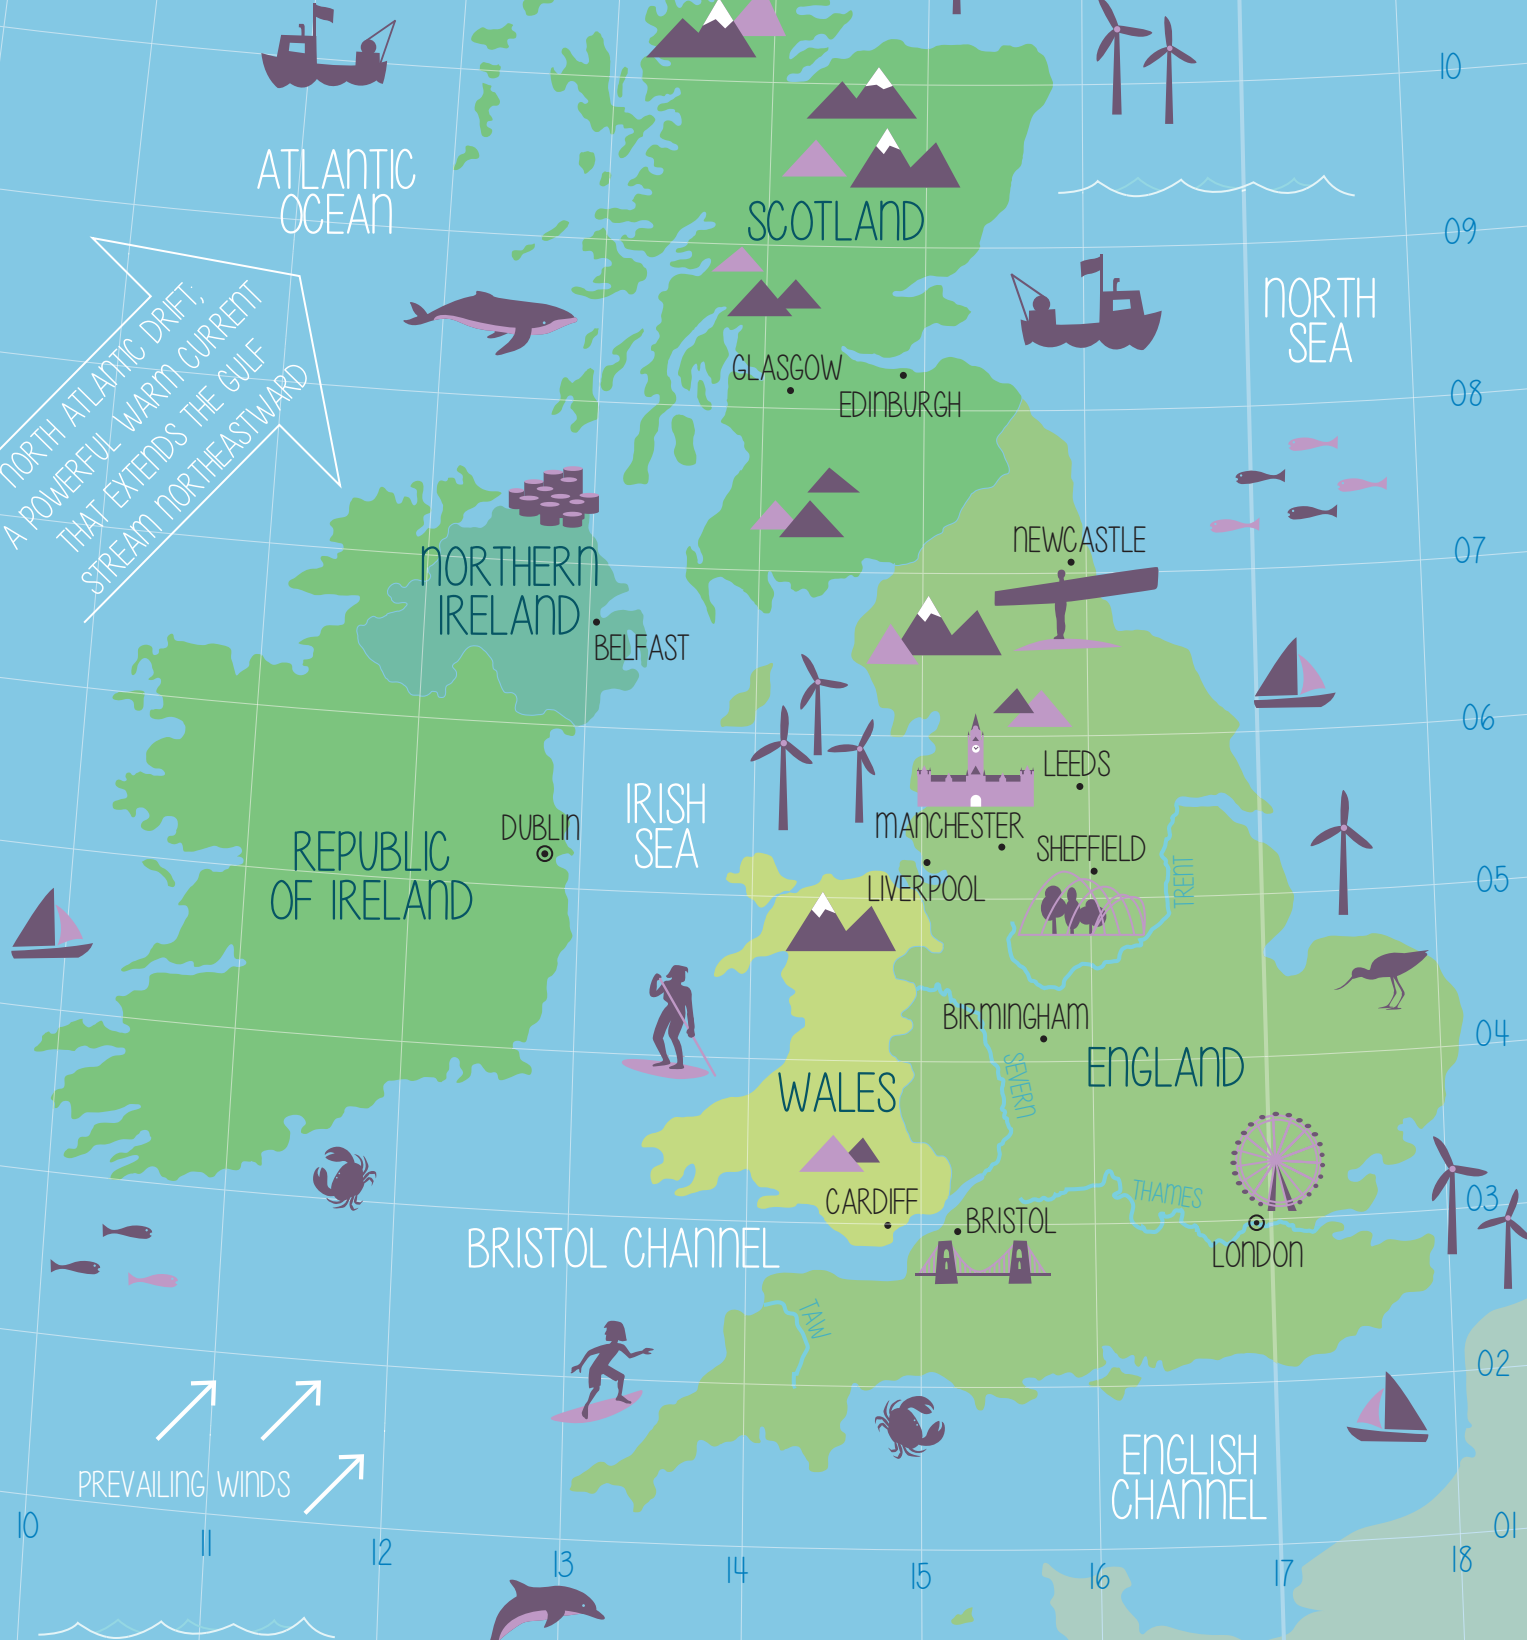 10
ATLANTIC
OCEAN
SCOTLAND
09
NORTH
SEA
NORTH ATLANTIC DRIFT;
A POWERFUL WARM CURRENT
THAT EXTENDS THE GULF
STREAM NORTHEASTWARD
GLASGOW
EDINBURGH
08
NEWCASTLE
07
NORTHERN
IRELAND
BELFAST
06
LEEDS
IRISH
SEA
DUBLIN
MANCHESTER
SHEFFIELD
REPUBLIC
OF IRELAND
LIVERPOOL
TRENT
05
BIRMINGHAM
04
ENGLAND
SEVERN
WALES
CARDIFF
THAMES
03
BRISTOL
BRISTOL CHANNEL
LONDON
TAW
02
ENGLISH
CHANNEL
PREVAILING WINDS
01
10
11
12
13
14
15
16
17
18